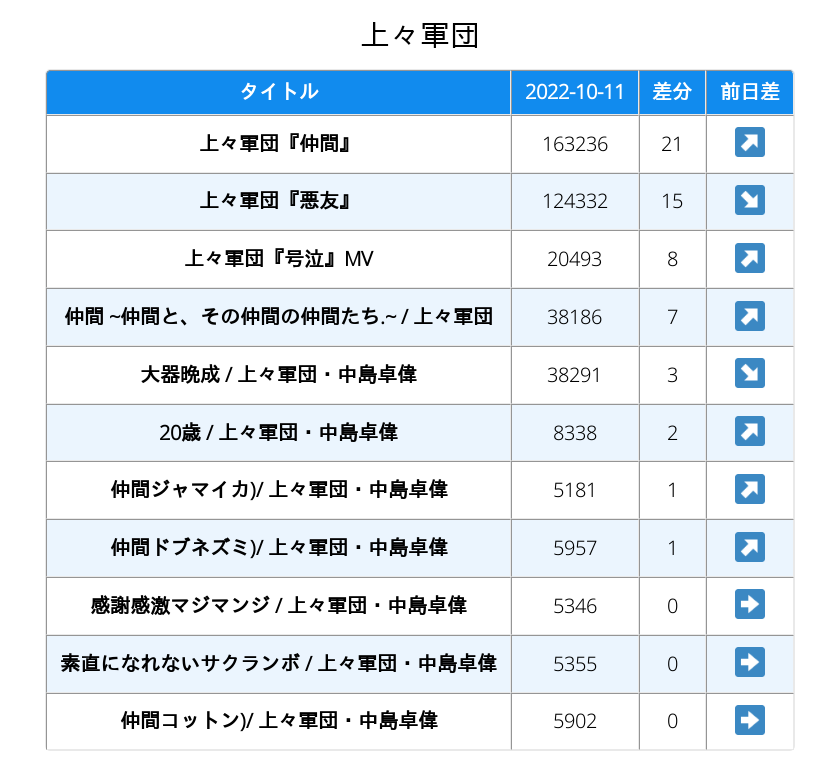 上々軍団
タイトル 2022-10-11 差分 前日差
上々軍団『仲間』 163236 21
上々軍団『悪友』 124332 15
上々軍団『号泣』MV 20493 8
仲間 ~仲間と、その仲間の仲間たち.~ / 上々軍団 38186 7
大器晩成 / 上々軍団・中島卓偉 38291 3
20歳 / 上々軍団・中島卓偉 8338 2
仲間ジャマイカ)/ 上々軍団・中島卓偉 5181 1
仲間ドブネズミ)/ 上々軍団・中島卓偉 5957 1
感謝感激マジマンジ / 上々軍団・中島卓偉 5346 0
素直になれないサクランボ / 上々軍団・中島卓偉 5355 0
仲間コットン)/ 上々軍団・中島卓偉 5902 0